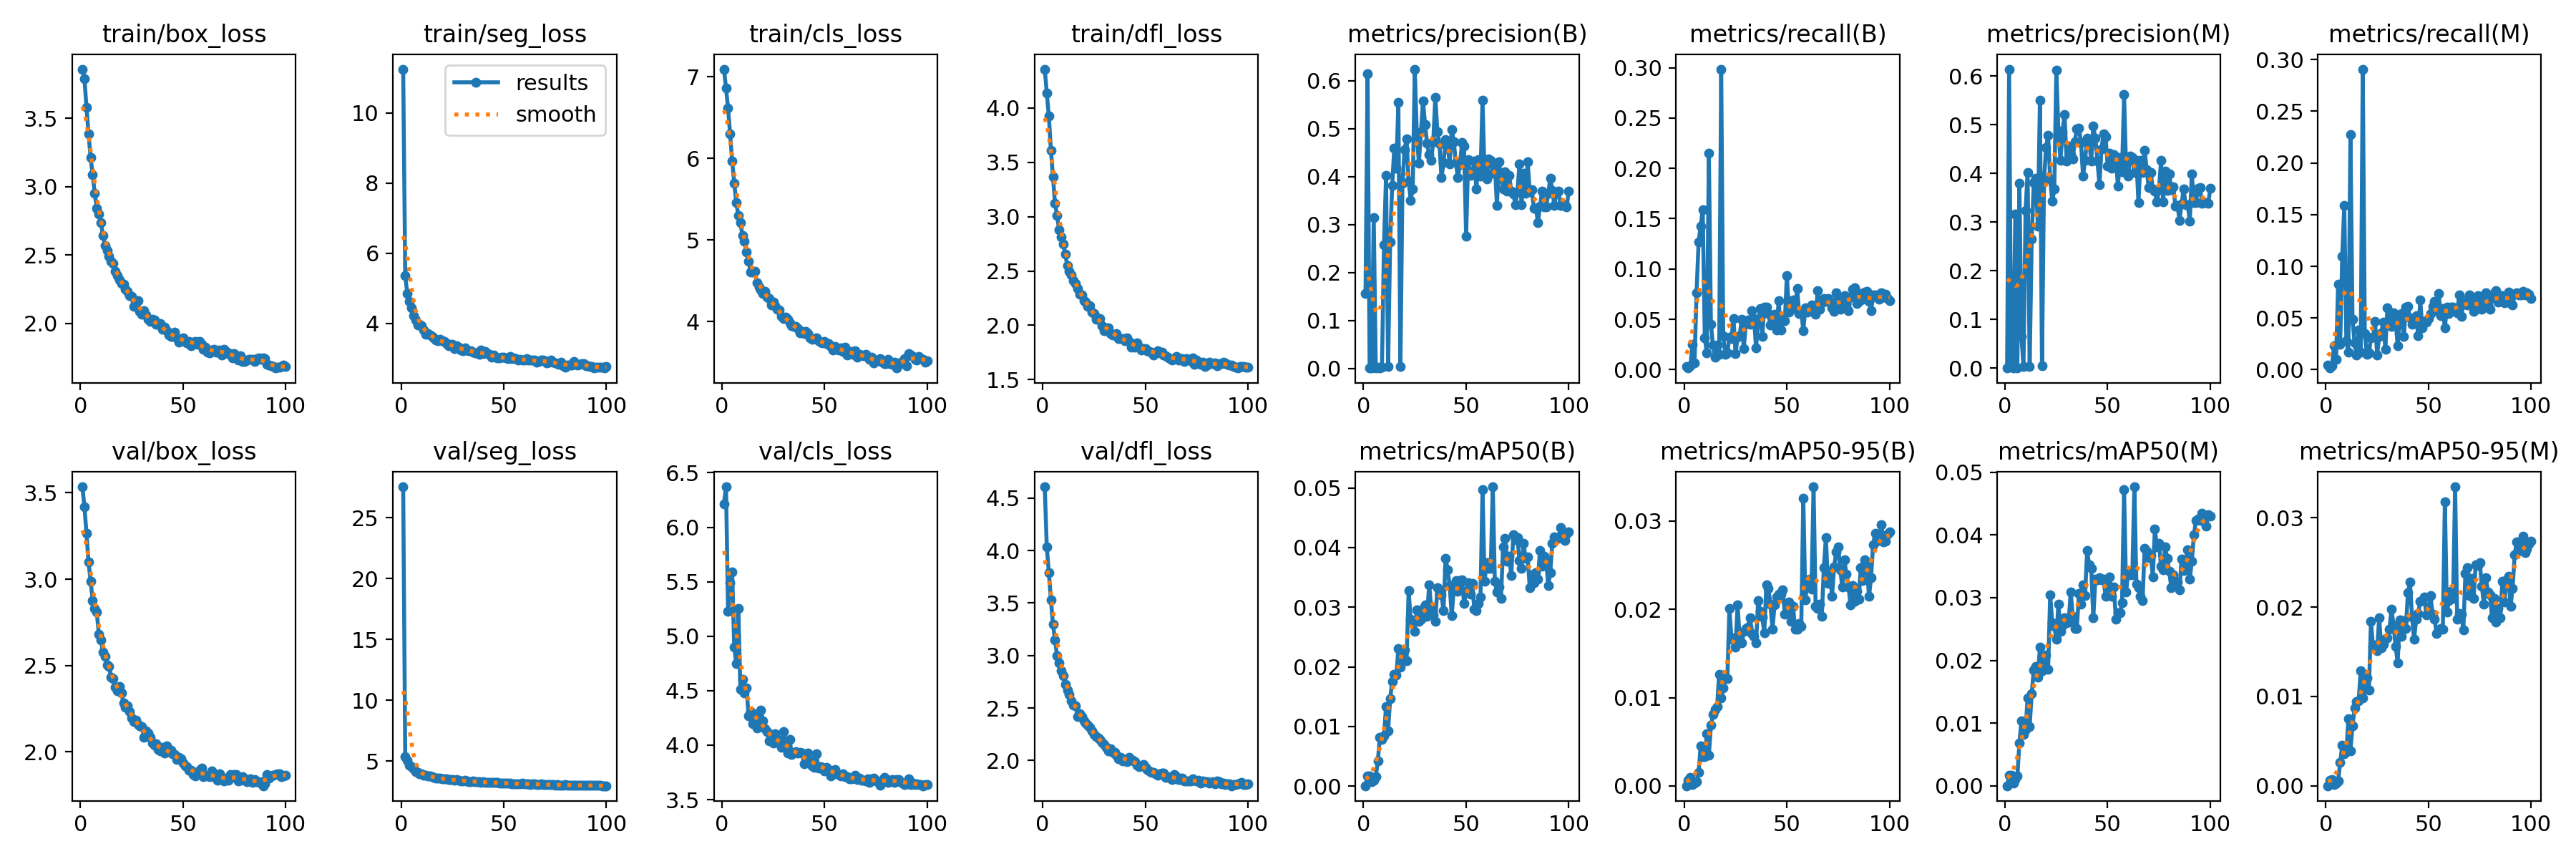 train/box_loss
train/seg_loss
train/cls_loss
train/dfl_loss
metrics/precision(B)
metrics/recall(B)
metrics/precision(M)
metrics/recall(M)
3.5
3.0
2.5
2.0
0 50 100
results
smooth
10
8
6
4
0 50 100
7
6
5
4
0 50 100
4.0
3.5
3.0
2.5
2.0
1.5
0 50 100
0.6
0.5
0.4
0.3
0.2
0.1
0.0
0 50 100
0.30
0.25
0.20
0.15
0.10
0.05
0.00
0 50 100
0.6
0.5
0.4
0.3
0.2
0.1
0.0
0 50 100
0.30
0.25
0.20
0.15
0.10
0.05
0.00
0 50 100
val/box_loss
val/seg_loss
val/cls_loss
val/dfl_loss
metrics/mAP50(B)
metrics/mAP50-95(B)
metrics/mAP50(M)
metrics/mAP50-95(M)
3.5
3.0
2.5
2.0
0 50 100
25
20
15
10
5
0 50 100
6.5
6.0
5.5
5.0
4.5
4.0
3.5
0 50 100
4.5
4.0
3.5
3.0
2.5
2.0
0 50 100
0.05
0.04
0.03
0.02
0.01
0.00
0 50 100
0.03
0.02
0.01
0.00
0 50 100
0.05
0.04
0.03
0.02
0.01
0.00
0 50 100
0.03
0.02
0.01
0.00
0 50 100